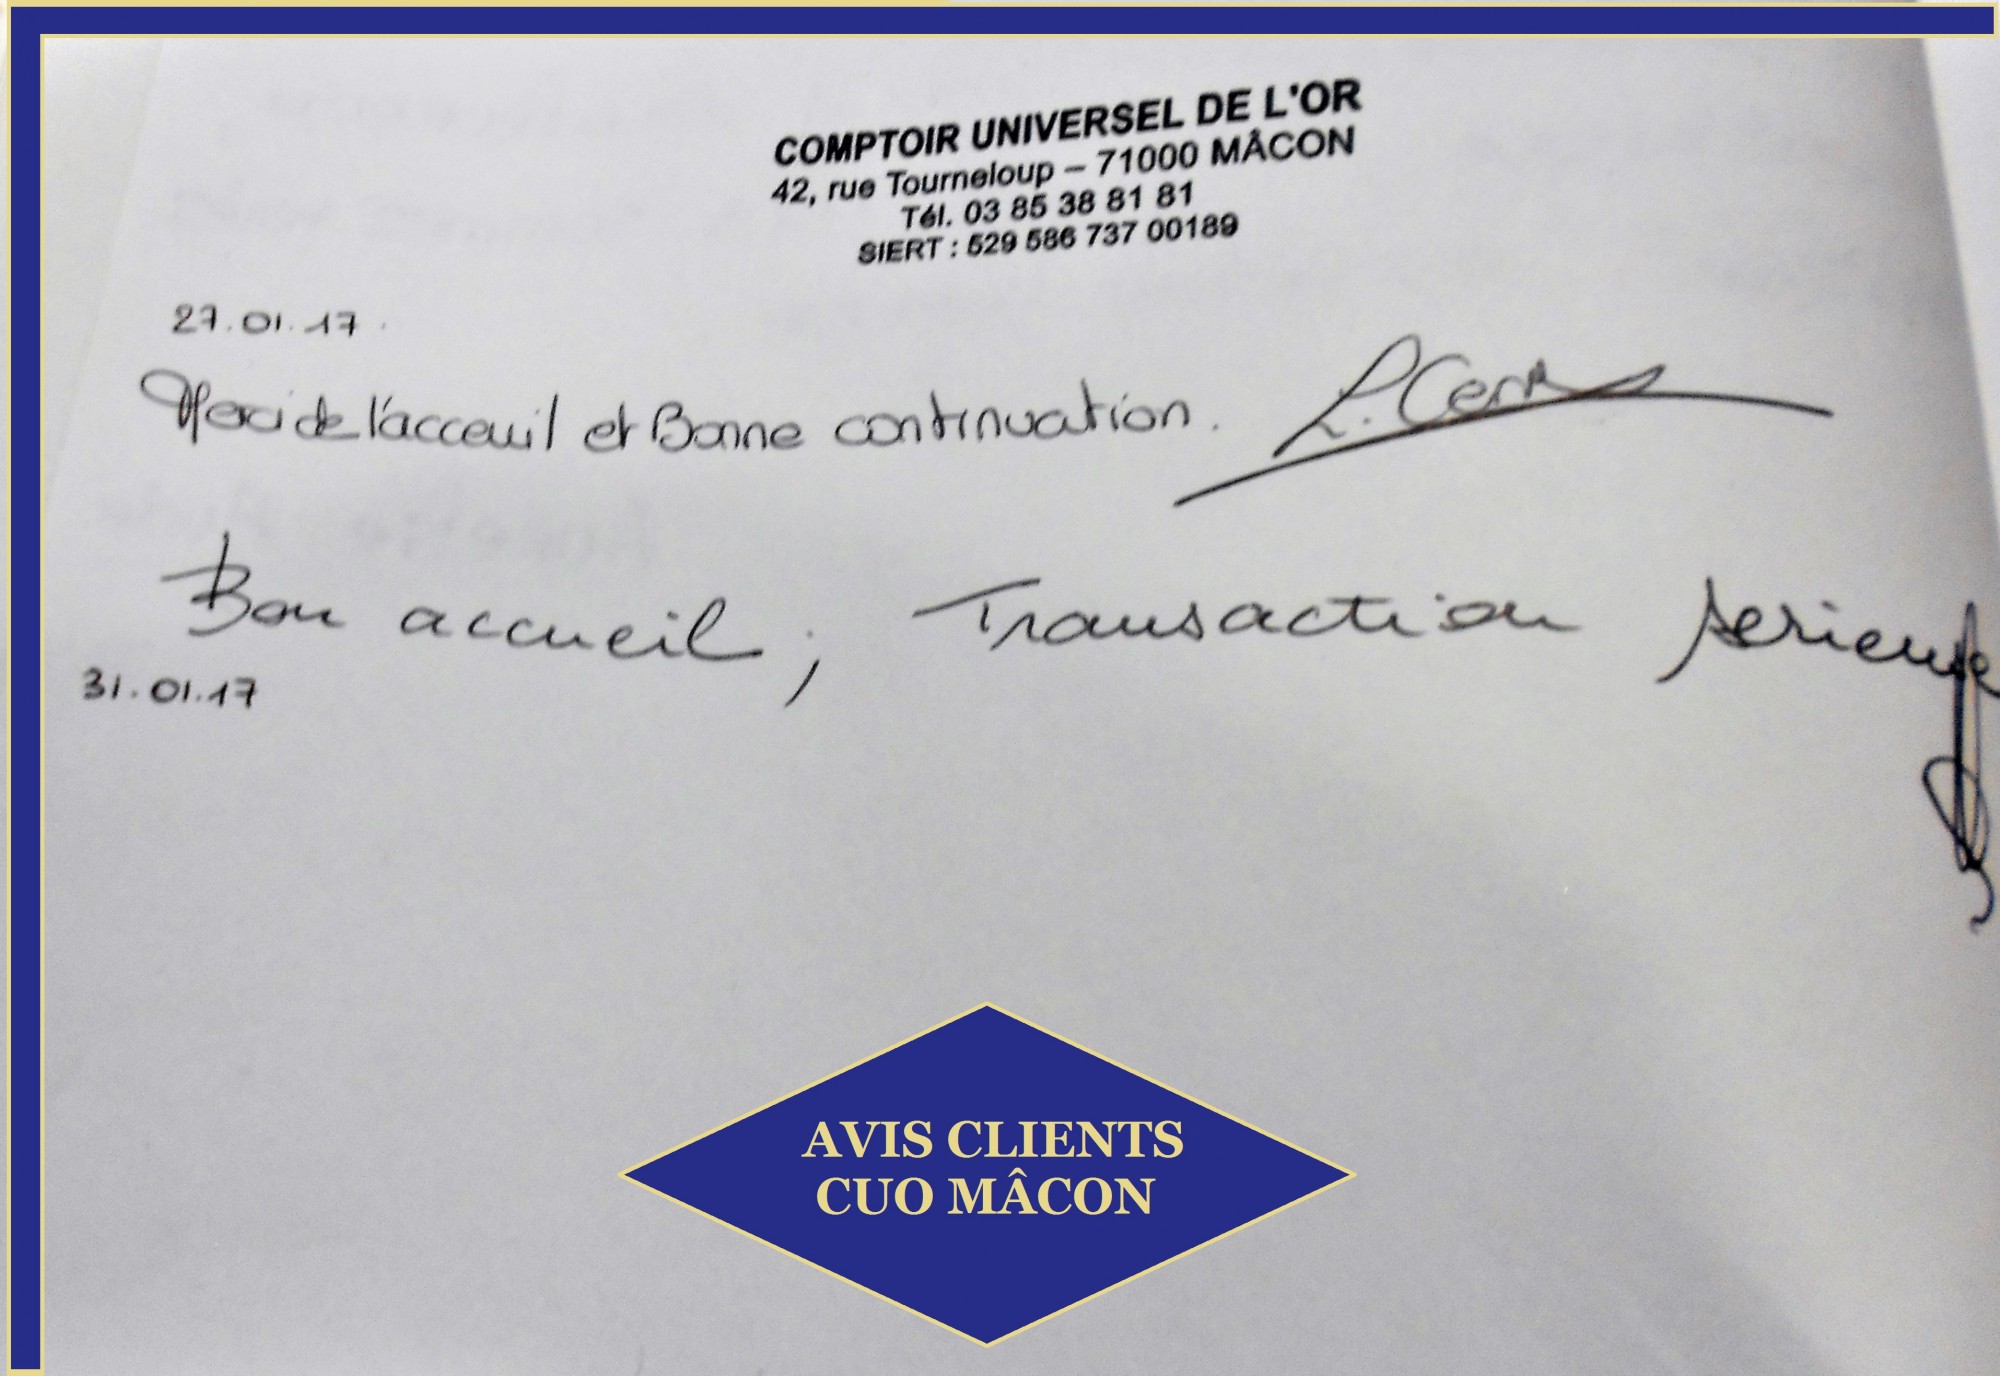 COMPTOIR UNIVERSEL DE L'OR
42, rue Tourneloup – 71000 MÂCON
Tél. 03 85 38 81 81
SIERT : 529 586 737 00189
27.01.17.
Merci de l'acceuil et Bonne continuation.
Bon accueil ; Transaction serieuse
31.01.17
AVIS CLIENTS
CUO MÂCON